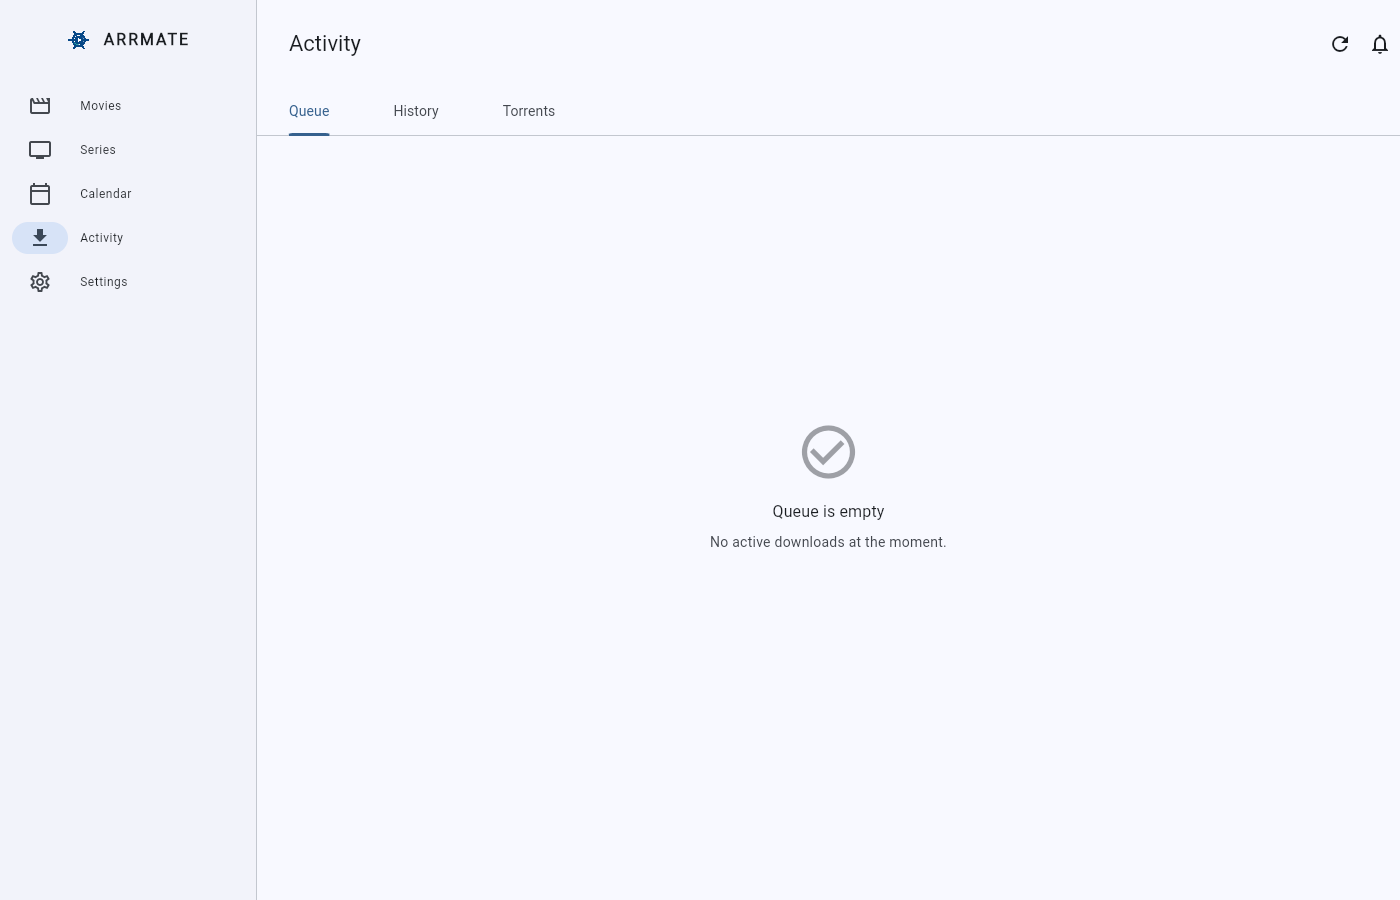 ARRMATE
Movies
Series
Calendar
Activity
Settings
Activity
Queue
History
Torrents
Queue is empty
No active downloads at the moment.